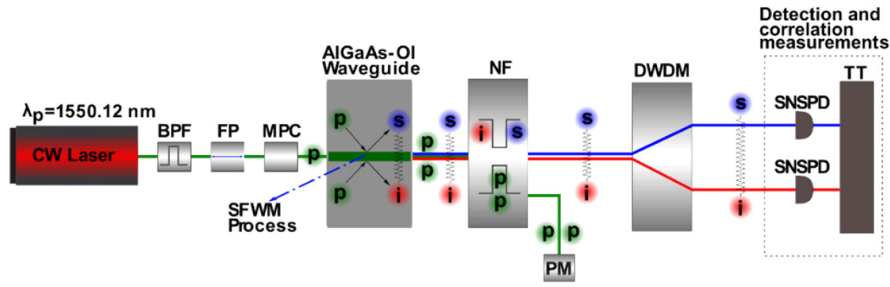 Detection and
correlation
measurements
AlGaAs-OI
Waveguide
NF
DWDM
TT
λp=1550.12 nm
BPF
FP
MPC
SNSPD
CW Laser
p
p
p
s
i
SFWM
Process
p
p
s
i
i
s
p
p
p
p
PM
s
i
s
i
SNSPD